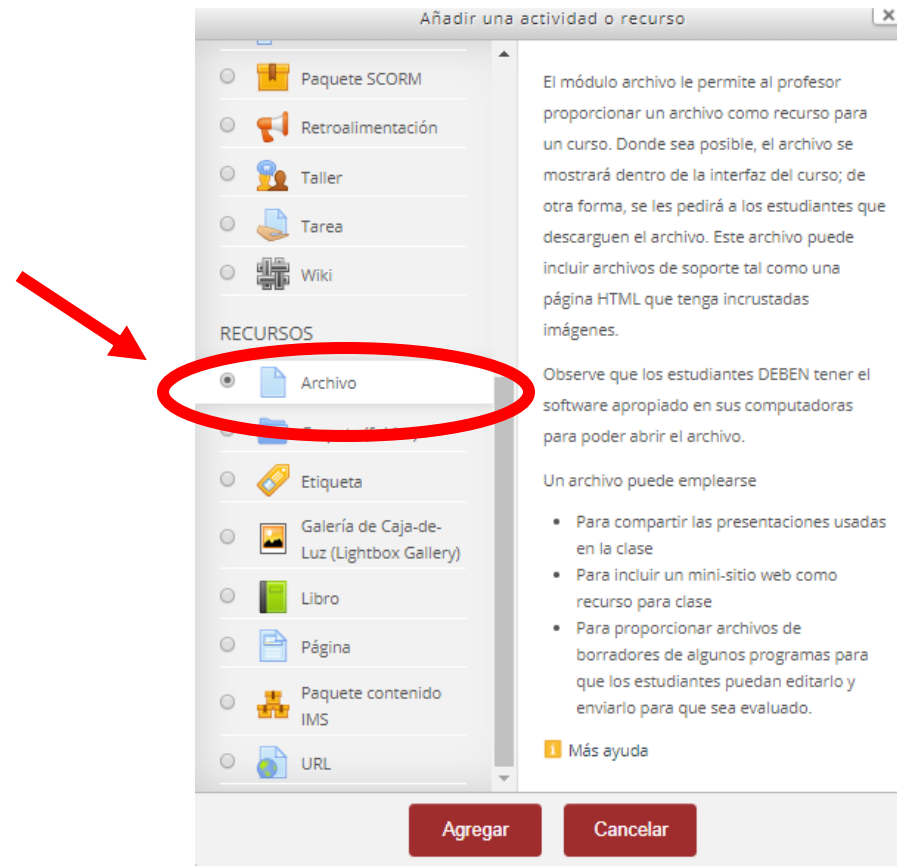 Añadir una actividad o recurso
Paquete SCORM
Retroalimentación
Taller
Tarea
Wiki
RECURSOS
Archivo
Etiqueta
Galería de Caja-de-
Luz (Lightbox Gallery)
Libro
Página
Paquete contenido
IMS
URL
El módulo archivo le permite al profesor
proporcionar un archivo como recurso para
un curso. Donde sea posible, el archivo se
mostrará dentro de la interfaz del curso; de
otra forma, se les pedirá a los estudiantes que
descarguen el archivo. Este archivo puede
incluir archivos de soporte tal como una
página HTML que tenga incrustadas
imágenes.
Observe que los estudiantes DEBEN tener el
software apropiado en sus computadoras
para poder abrir el archivo.
Un archivo puede emplearse
Para compartir las presentaciones usadas
en la clase
Para incluir un mini-sitio web como
recurso para clase
Para proporcionar archivos de
borradores de algunos programas para
que los estudiantes puedan editarlo y
enviarlo para que sea evaluado.
Más ayuda
Agregar
Cancelar